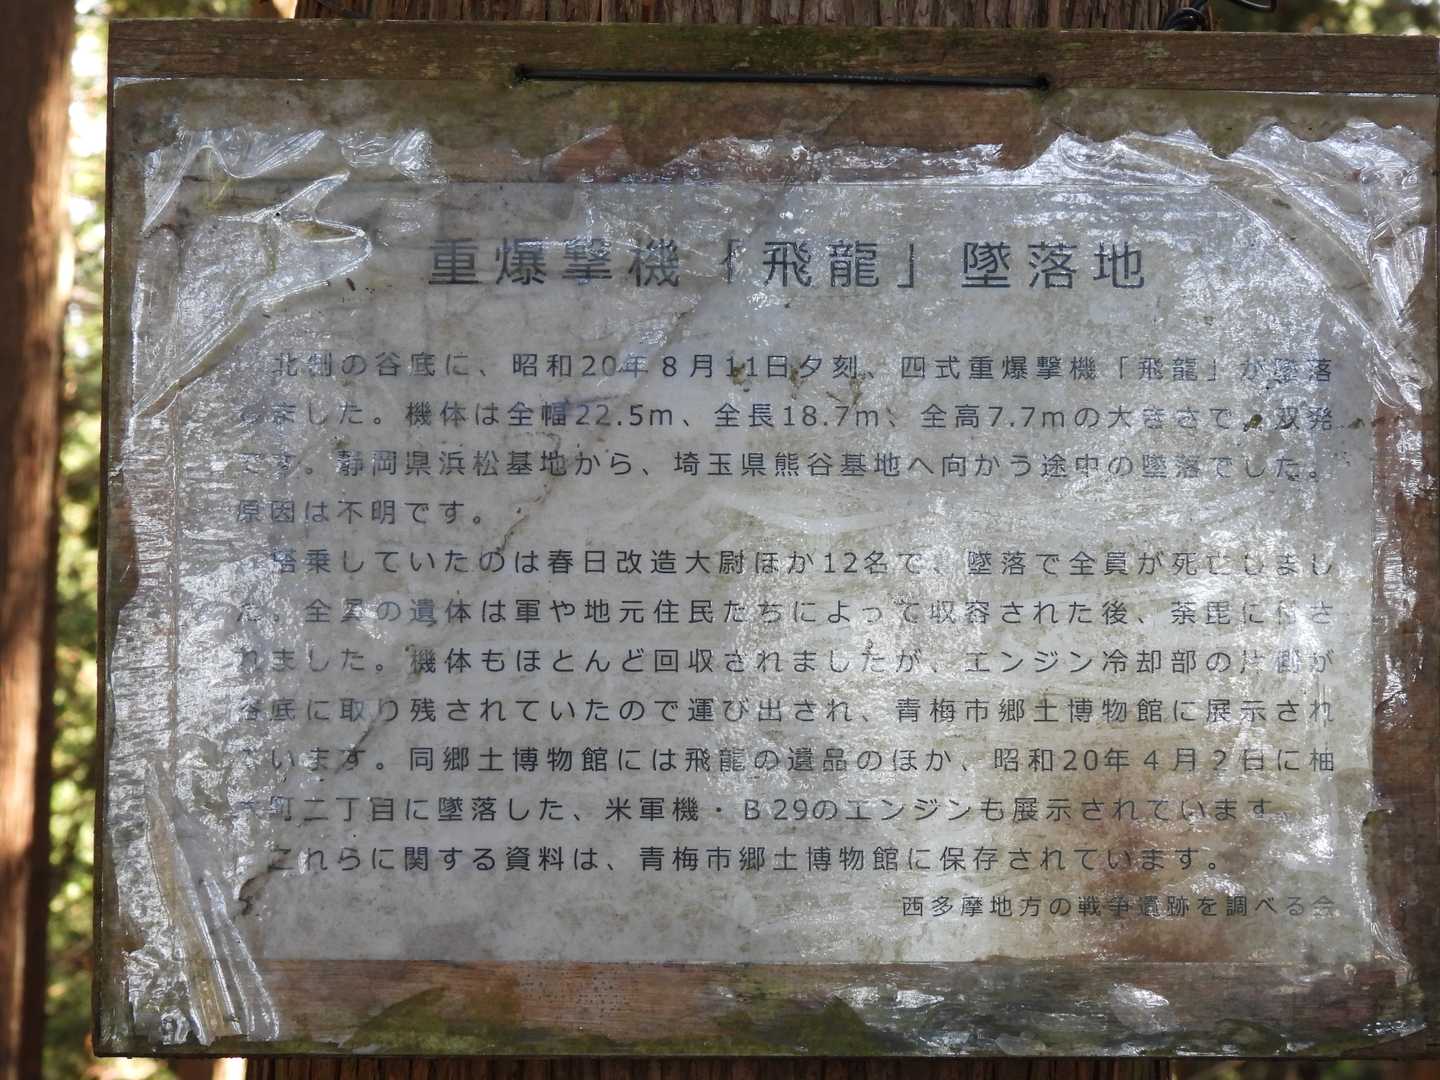 重爆撃機「飛龍」墜落地
北側の谷底に、昭和20年8月11日夕刻、四式重爆撃機「飛龍」が墜落
しました。機体は全幅22.5m、全長18.7m、全高7.7mの大きさで、双発
です。静岡県浜松基地から、埼玉県熊谷基地へ向かう途中の墜落でした。
原因は不明です。
搭乗していたのは春日改造大尉ほか12名で、墜落で全員が死亡しまし
た。全員の遺体は軍や地元住民たちによって収容された後、荼毘に付さ
れました。機体もほとんど回収されましたが、エンジン冷却部の片側が
谷底に取り残されていたので運び出され、青梅市郷土博物館に展示され
ています。同郷土博物館には飛龍の遺品のほか、昭和20年4月2日に柚
木町二丁目に墜落した、米軍機・B29のエンジンも展示されています
これらに関する資料は、青梅市郷土博物館に保存されています。
西多摩地方の戦争遺跡を調べる会